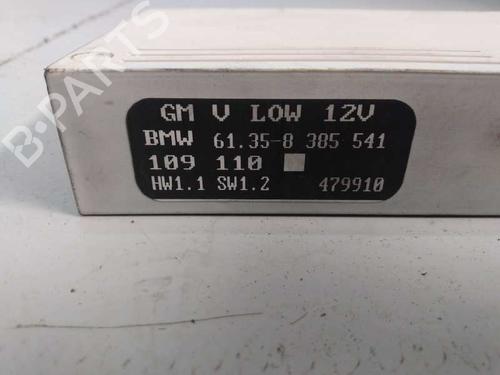 GM V LOW 12V
BMW 61.35-8 385 541
109 110
HW1.1 SW1.2 479910
B-PARTS